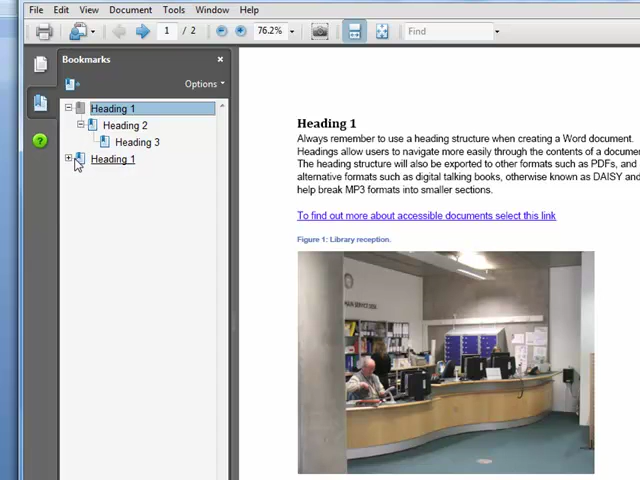 File Edit View Document Tools Window Help
1 / 2 76.2% Find
Bookmarks
Options
Heading 1
Heading 2
Heading 3
Heading 1
Heading 1
Always remember to use a heading structure when creating a Word document.
Headings allow users to navigate more easily through the contents of a docume
The heading structure will also be exported to other formats such as PDFs, and
alternative formats such as digital talking books, otherwise known as DAISY and
help break MP3 formats into smaller sections.
To find out more about accessible documents select this link
Figure 1: Library reception.